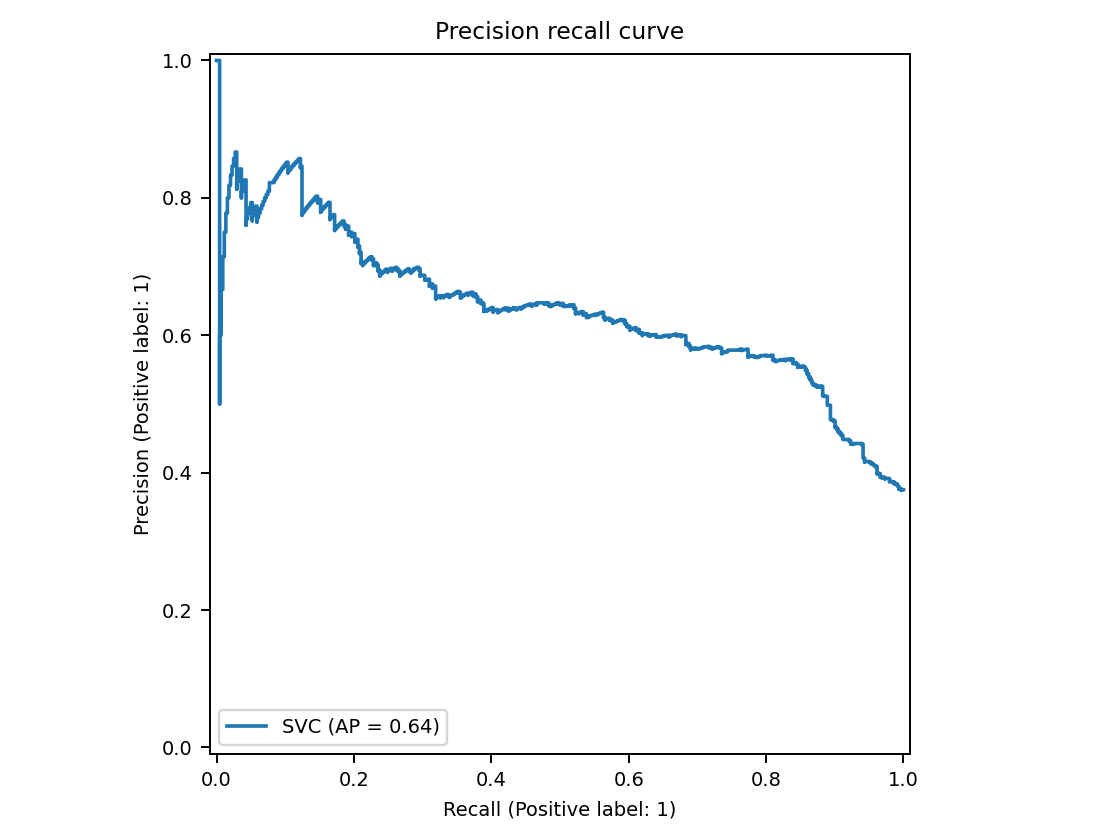 Precision recall curve
1.0
0.8
0.6
0.4
0.2
0.0
Precision (Positive label: 1)
SVC (AP = 0.64)
0.0 0.2 0.4 0.6 0.8 1.0
Recall (Positive label: 1)